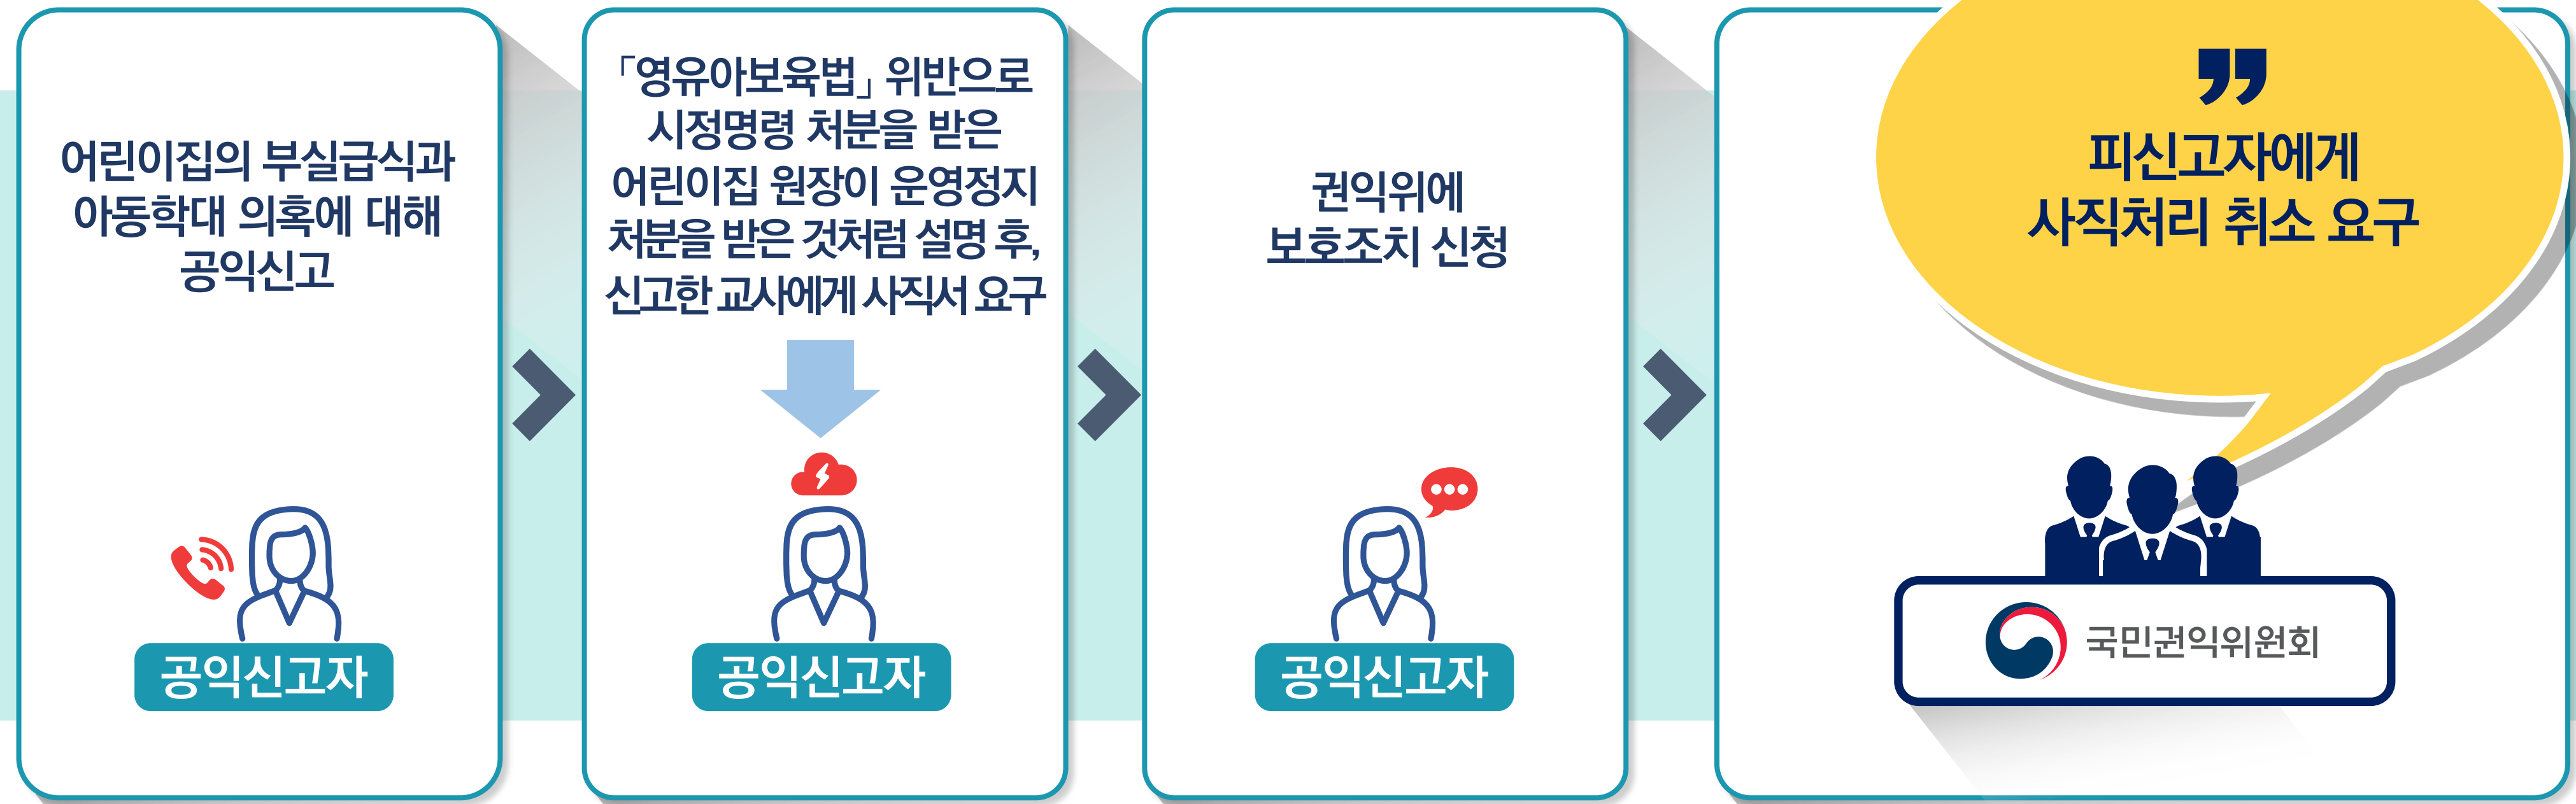 어린이집의 부실급식과
아동학대 의혹에 대해
공익신고
공익신고자
「영유아보육법」 위반으로
시정명령 처분을 받은
어린이집 원장이 운영정지
처분을 받은 것처럼 설명 후,
신고한 교사에게 사직서 요구
공익신고자
권익위에
보호조치 신청
공익신고자
”
피신고자에게
사직처리 취소 요구
국민권익위원회